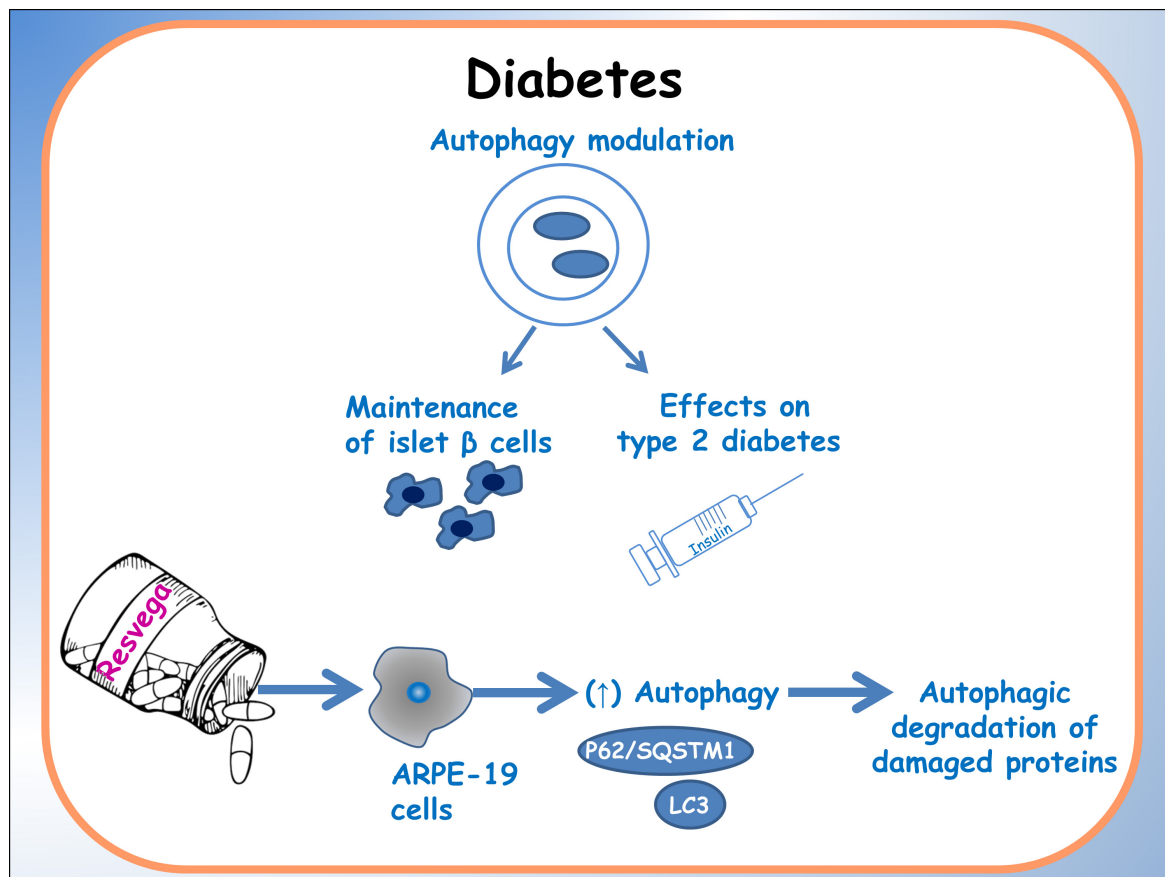 Diabetes
Autophagy modulation
Maintenance
of islet β cells
Effects on
type 2 diabetes
Insulin
Resvega
ARPE-19
cells
(↑) Autophagy
P62/SQSTM1
LC3
Autophagic
degradation of
damaged proteins